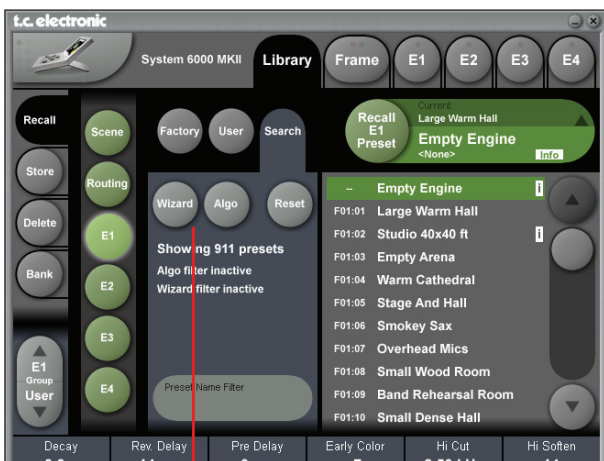 t.c. electronic
System 6000 MKII
Library
Frame
E1
E2
E3
E4
Recall
Store
Delete
Bank
E1
Group
User
Scene
Routing
E1
E2
E3
E4
Factory
User
Search
Recall
E1
Preset
Current:
Large Warm Hall
Empty Engine
<None>
Info
Wizard
Algo
Reset
Showing 911 presets
Algo filter inactive
Wizard filter inactive
Preset Name Filter
-- Empty Engine i
F01:01 Large Warm Hall
F01:02 Studio 40x40 ft i
F01:03 Empty Arena
F01:04 Warm Cathedral
F01:05 Stage And Hall
F01:06 Smokey Sax
F01:07 Overhead Mics
F01:08 Small Wood Room
F01:09 Band Rehearsal Room
F01:10 Small Dense Hall
Decay
Rev. Delay
Pre Delay
Early Color
Hi Cut
Hi Soften